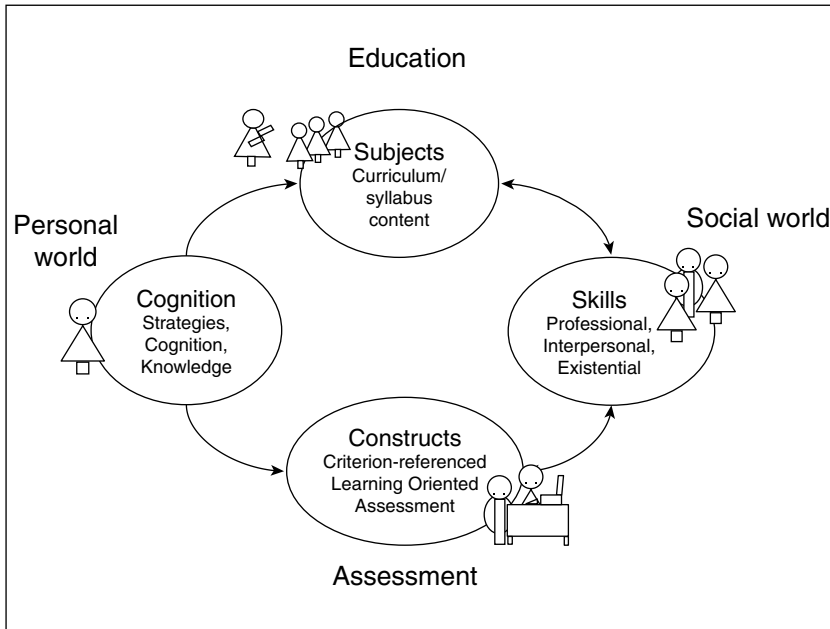 Education
Subjects
Curriculum/
syllabus
content
Personal
world
Social world
Cognition
Strategies,
Cognition,
Knowledge
Skills
Professional,
Interpersonal,
Existential
Constructs
Criterion-referenced
Learning Oriented
Assessment
Assessment